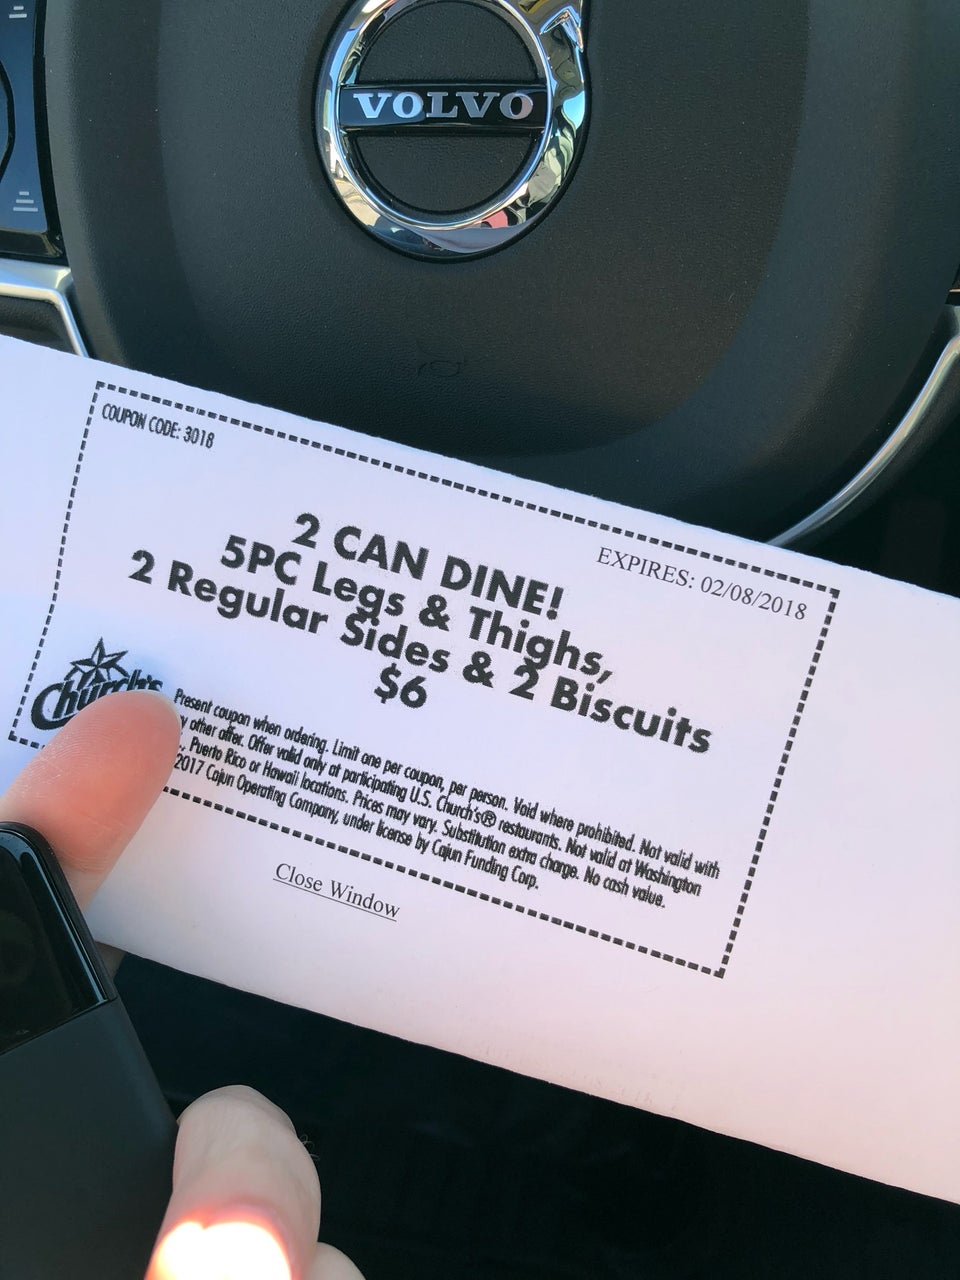 VOLVO
COUPON CODE: 3018
EXPIRES: 02/08/2018
2 CAN DINE!
5PC Legs & Thighs,
2 Regular Sides & 2 Biscuits
$6
Church's
Present coupon when ordering. Limit one per coupon, per person. Void where prohibited. Not valid with
other offer. Offer valid only at participating U.S. Church's® restaurants. Not valid at Washington
Puerto Rico or Hawaii locations. Prices may vary. Substitution extra charge. No cash value.
2017 Cajun Operating Company, under license by Cajun Funding Corp.
Close Window